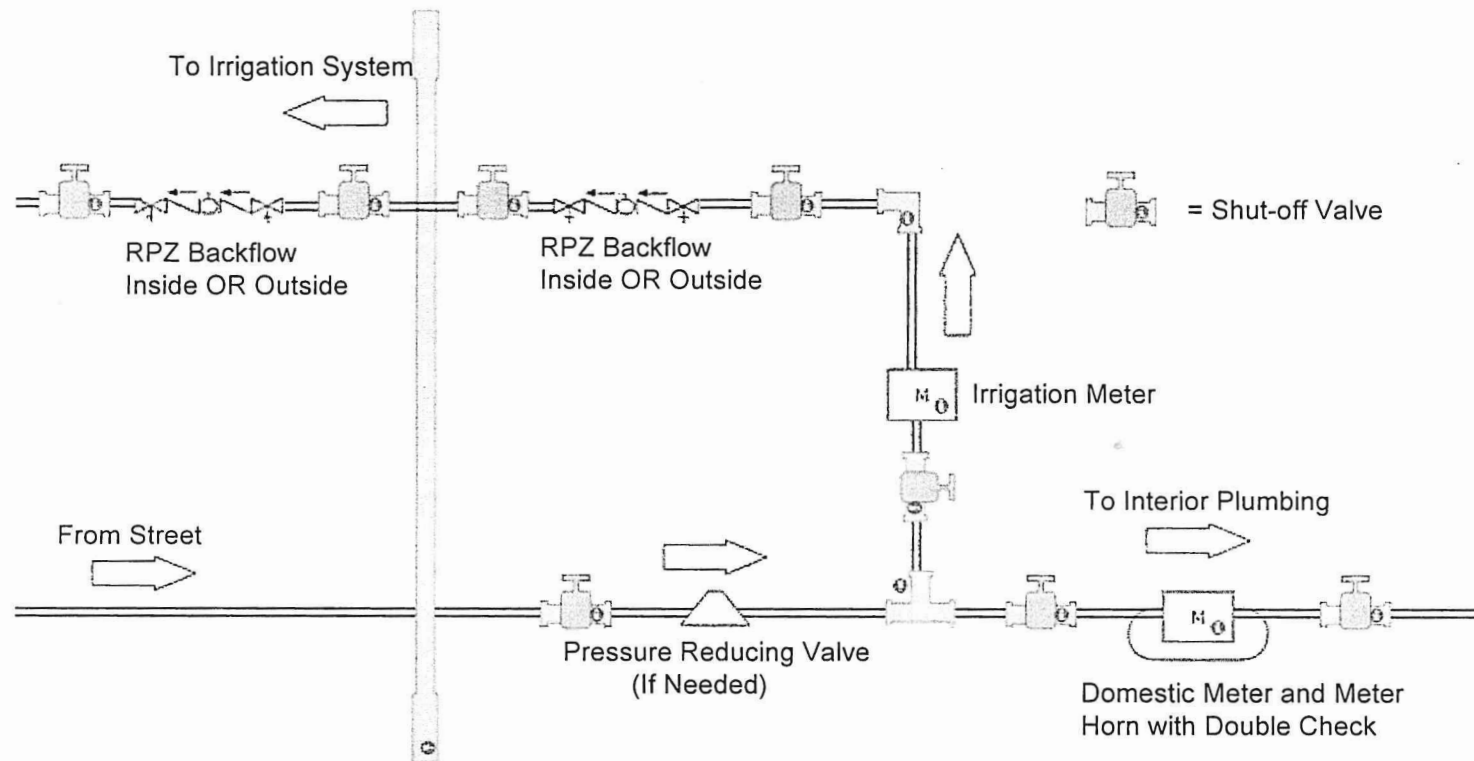 To Irrigation System
RPZ Backflow
Inside OR Outside
RPZ Backflow
Inside OR Outside
= Shut-off Valve
M
Irrigation Meter
From Street
To Interior Plumbing
Pressure Reducing Valve
(If Needed)
M
Domestic Meter and Meter
Horn with Double Check